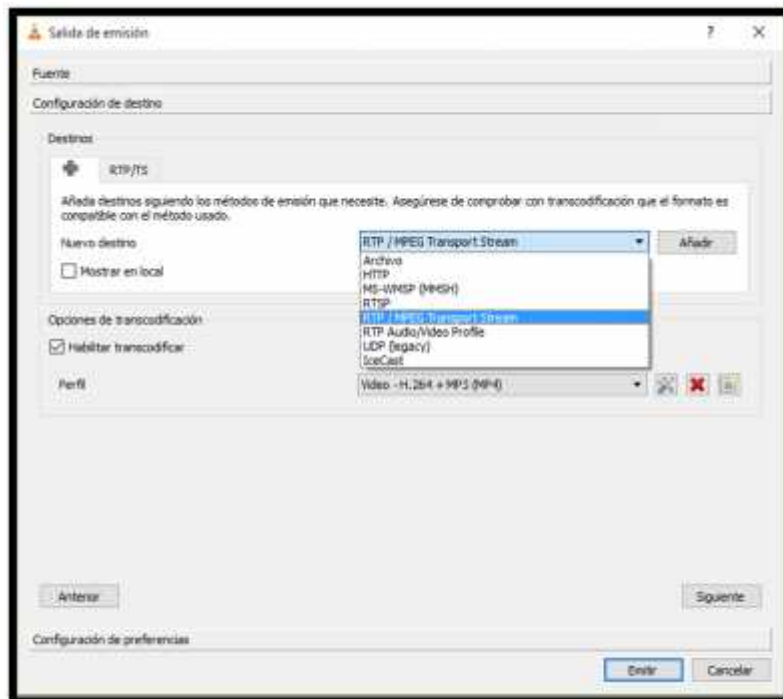 Salida de emisión
Fuente
Configuración de destino
Destinos
RTP/TS
Añada destinos siguiendo los métodos de emisión que necesite. Asegúrese de comprobar con transcodificación que el formato es
compatible con el método usado.
Nuevo destino
RTP / MPEG Transport Stream
Añadir
Mostrar en local
Archivo
HTTP
MS-WMSP (MMSH)
RTSP
RTP / MPEG Transport Stream
RTP Audio/Video Profile
UDP (legacy)
IceCast
Opciones de transcodificación
Habilitar transcodificar
Perfil
Video - H.264 + MP3 (MP4)
Anterior
Siguiente
Configuración de preferencias
Emitir
Cancelar